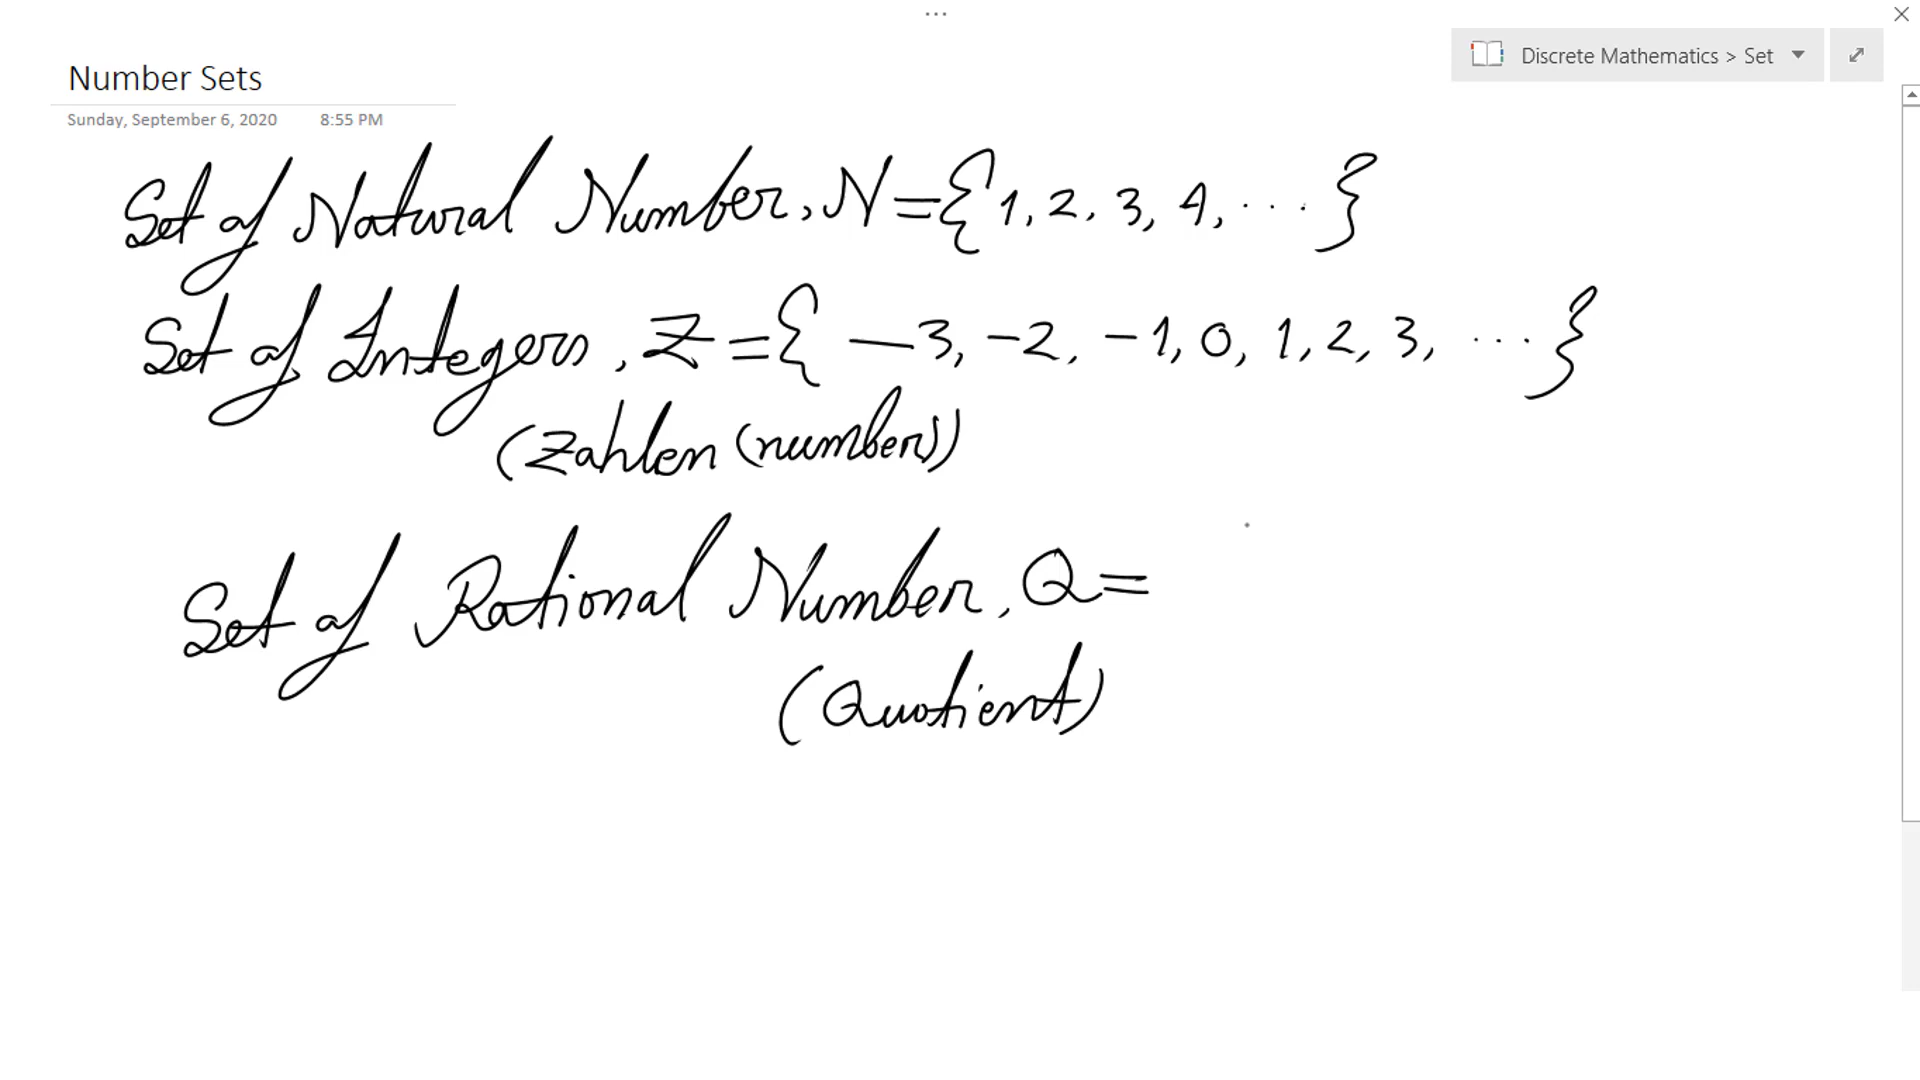 ...
Discrete Mathematics > Set
Number Sets
Sunday, September 6, 2020 8:55 PM
Set of Natural Number, N = {1, 2, 3, 4, ... }
Set of Integers, Z = { —3, -2, -1, 0, 1, 2, 3, ... }
(Zahlen (numbers))
Set of Rational Number, Q =
(Quotient)